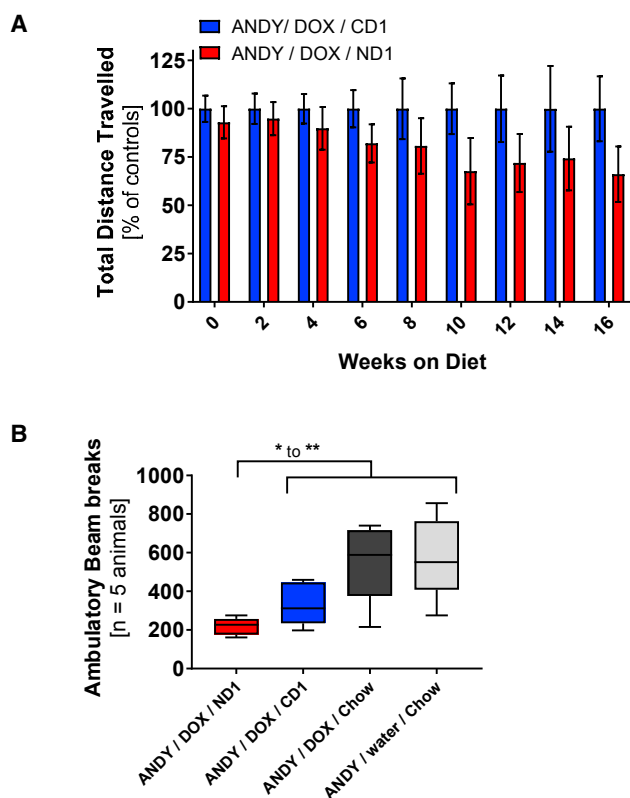 A
ANDY/ DOX / CD1
ANDY / DOX / ND1
Total Distance Travelled
[% of controls]
125
100
75
50
25
0
0 2 4 6 8 10 12 14 16
Weeks on Diet
B
* to **
Ambulatory Beam breaks
[n = 5 animals]
1000
800
600
400
200
0
ANDY / DOX / ND1
ANDY / DOX / CD1
ANDY / DOX / Chow
ANDY / water / Chow